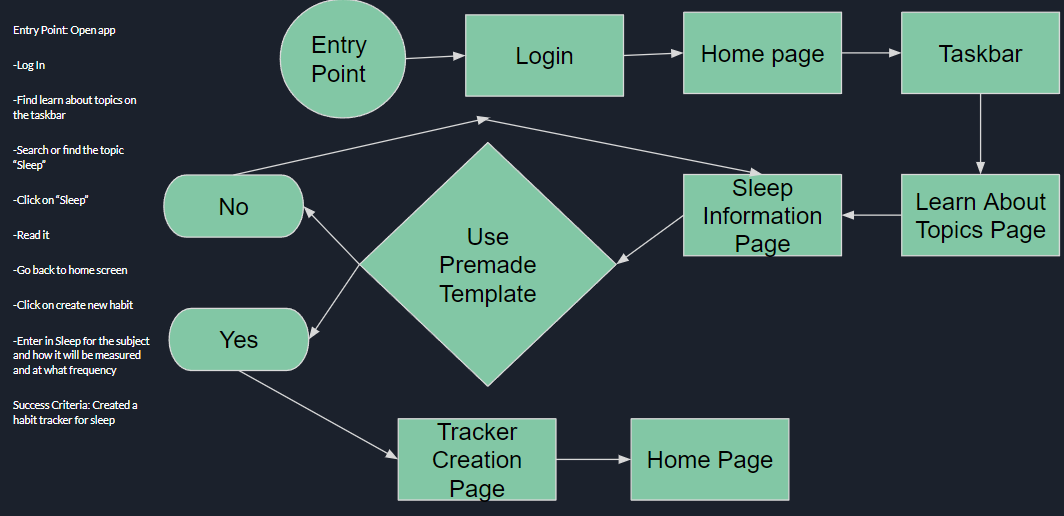 Entry Point: Open app
-Log In
-Find learn about topics on
the taskbar
-Search or find the topic
"Sleep"
-Click on "Sleep"
-Read it
-Go back to home screen
-Click on create new habit
-Enter in Sleep for the subject
and how it will be measured
and at what frequency
Success Criteria: Created a
habit tracker for sleep
Entry
Point
Login
Home page
Taskbar
Learn About
Topics Page
Sleep
Information
Page
Use
Premade
Template
No
Yes
Tracker
Creation
Page
Home Page